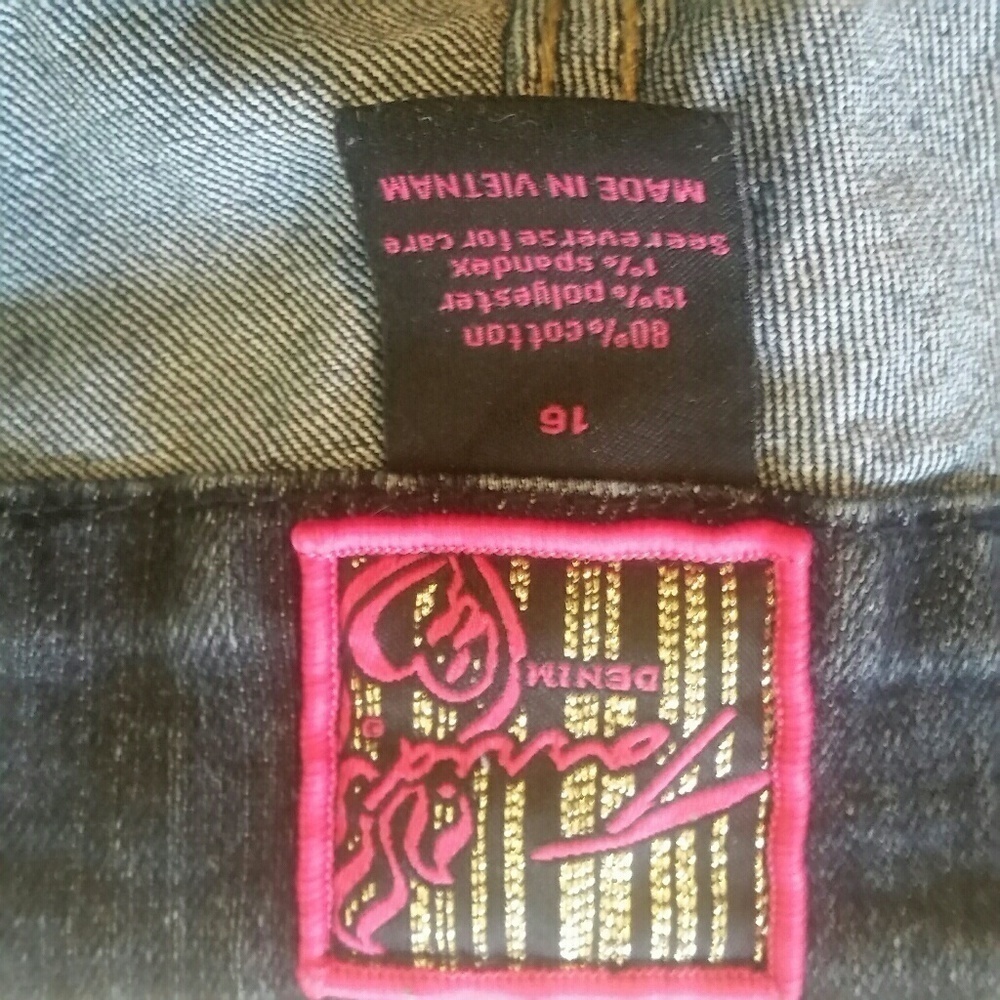 DENIM
16
80% cotton
19% polyester
1% spandex
See reverse for care
MADE IN VIETNAM